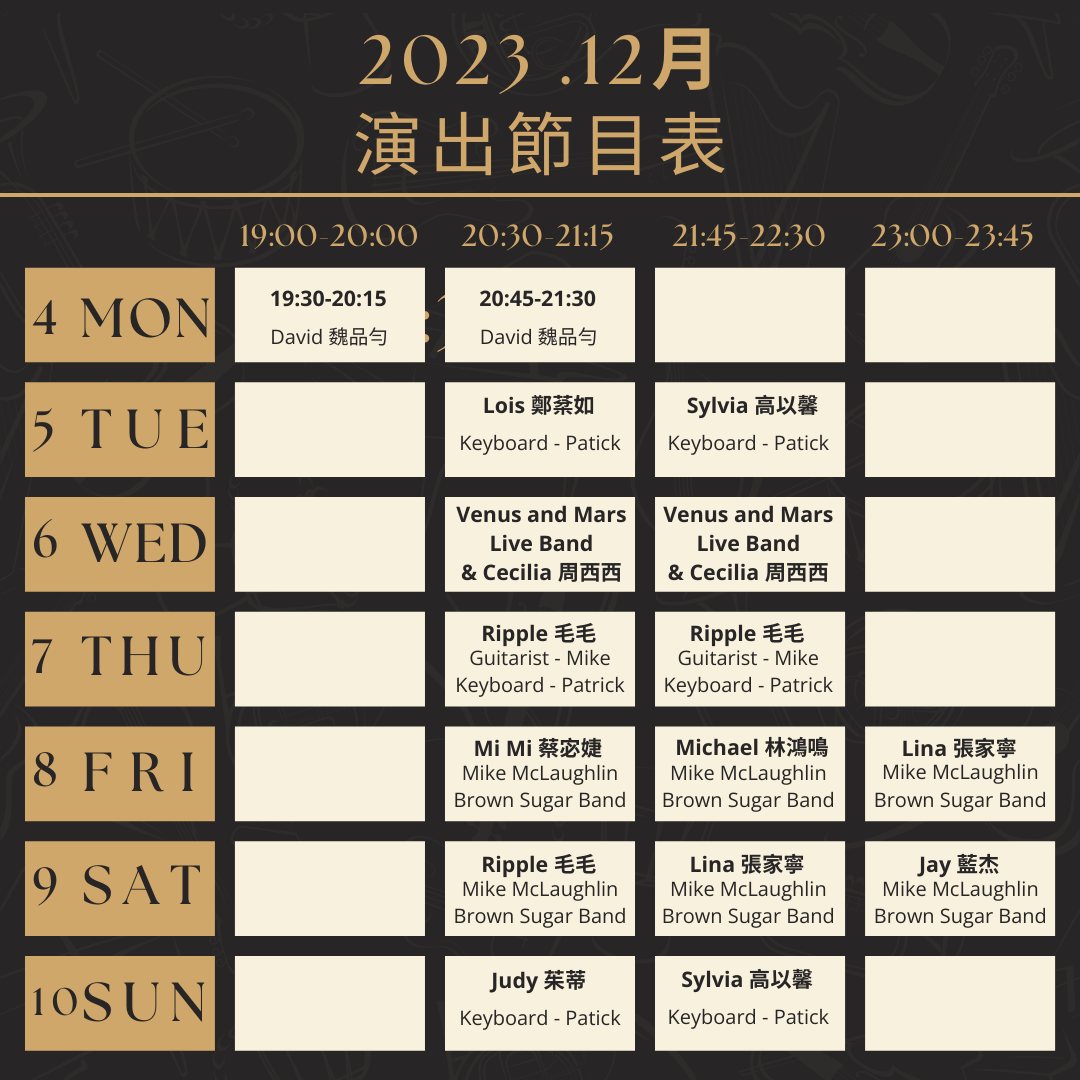 2023 .12月
演出節目表
19:00-20:00 20:30-21:15 21:45-22:30 23:00-23:45
4 MON
19:30-20:15
David 魏品勻
20:45-21:30
David 魏品勻
5 TUE
Lois 鄭棻如
Keyboard - Patick
Sylvia 高以馨
Keyboard - Patick
6 WED
Venus and Mars
Live Band
& Cecilia 周西西
Venus and Mars
Live Band
& Cecilia 周西西
7 THU
Ripple 毛毛
Guitarist - Mike
Keyboard - Patrick
Ripple 毛毛
Guitarist - Mike
Keyboard - Patrick
8 FRI
Mi Mi 蔡宓婕
Mike McLaughlin
Brown Sugar Band
Michael 林鴻鳴
Mike McLaughlin
Brown Sugar Band
Lina 張家寧
Mike McLaughlin
Brown Sugar Band
9 SAT
Ripple 毛毛
Mike McLaughlin
Brown Sugar Band
Lina 張家寧
Mike McLaughlin
Brown Sugar Band
Jay 藍杰
Mike McLaughlin
Brown Sugar Band
10SUN
Judy 茱蒂
Keyboard - Patick
Sylvia 高以馨
Keyboard - Patick